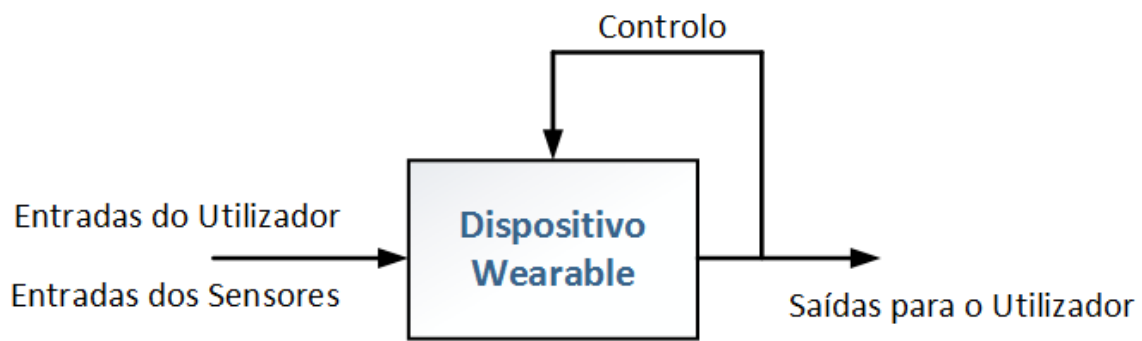 Controlo
Entradas do Utilizador
Dispositivo
Wearable
Entradas dos Sensores
Saídas para o Utilizador